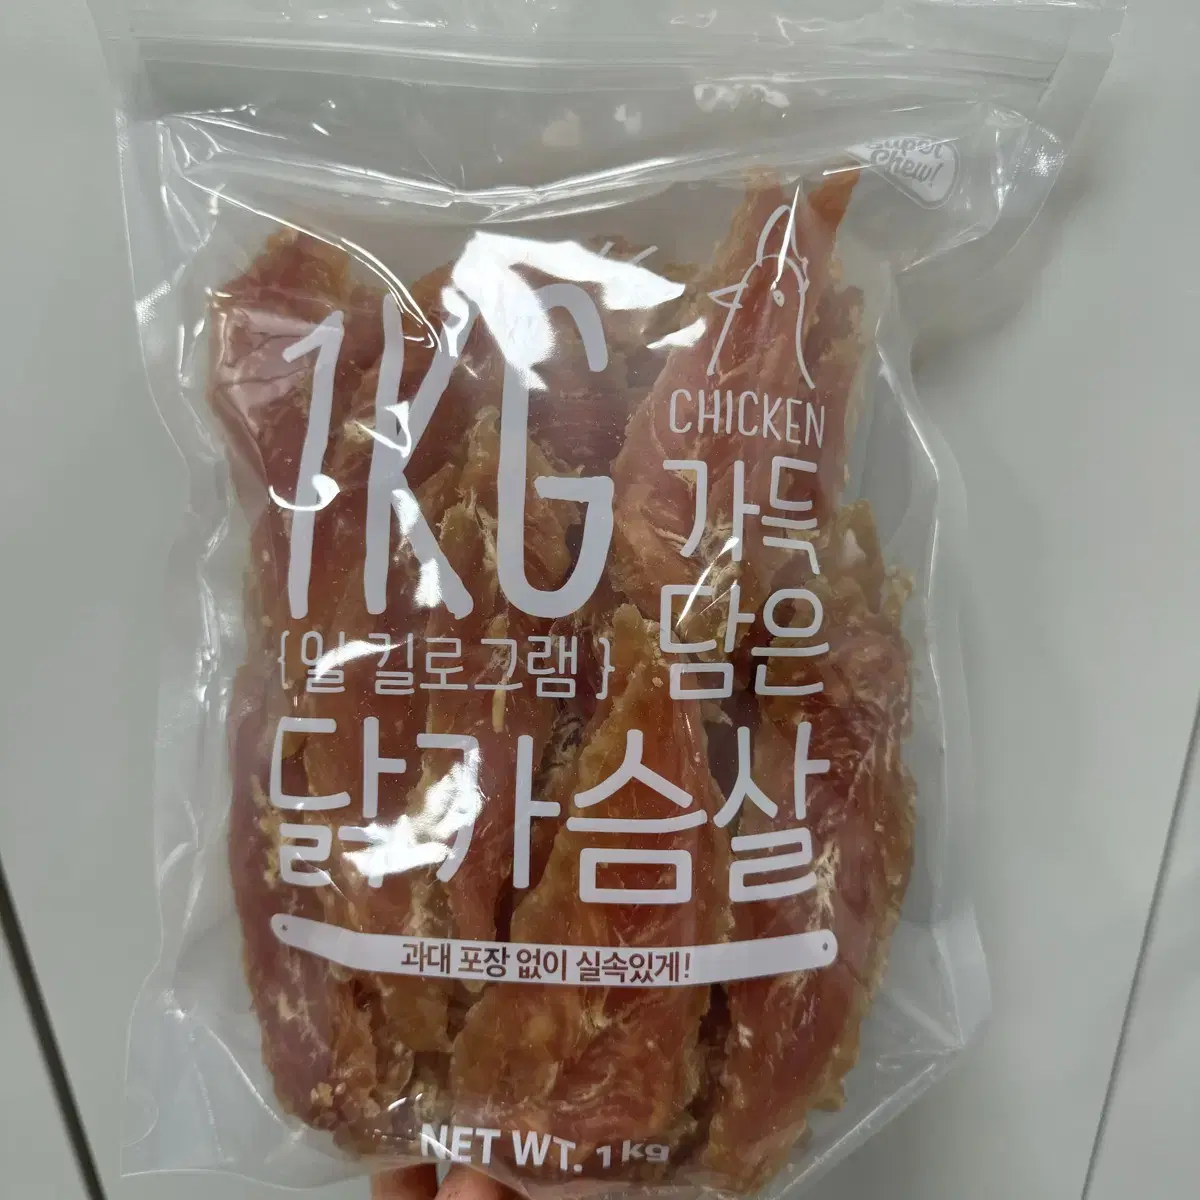 Super
Chew!
1KG
CHICKEN
가득
담은
{일 킬로그램}
닭가슴살
과대 포장 없이 실속있게!
NET WT. 1kg